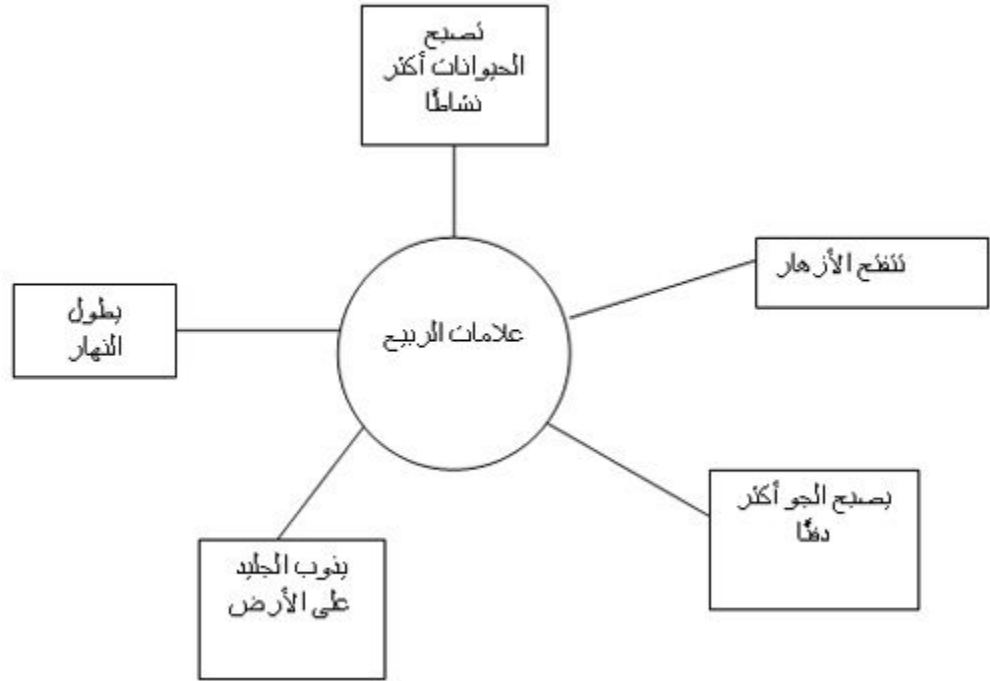 تصبح
الحيوانات أكثر
نشاطًا
تتفتح الأزهار
علامات الربيع
يطول
النهار
يصبح الجو أكثر
دفئًا
يذوب الجليد
على الأرض